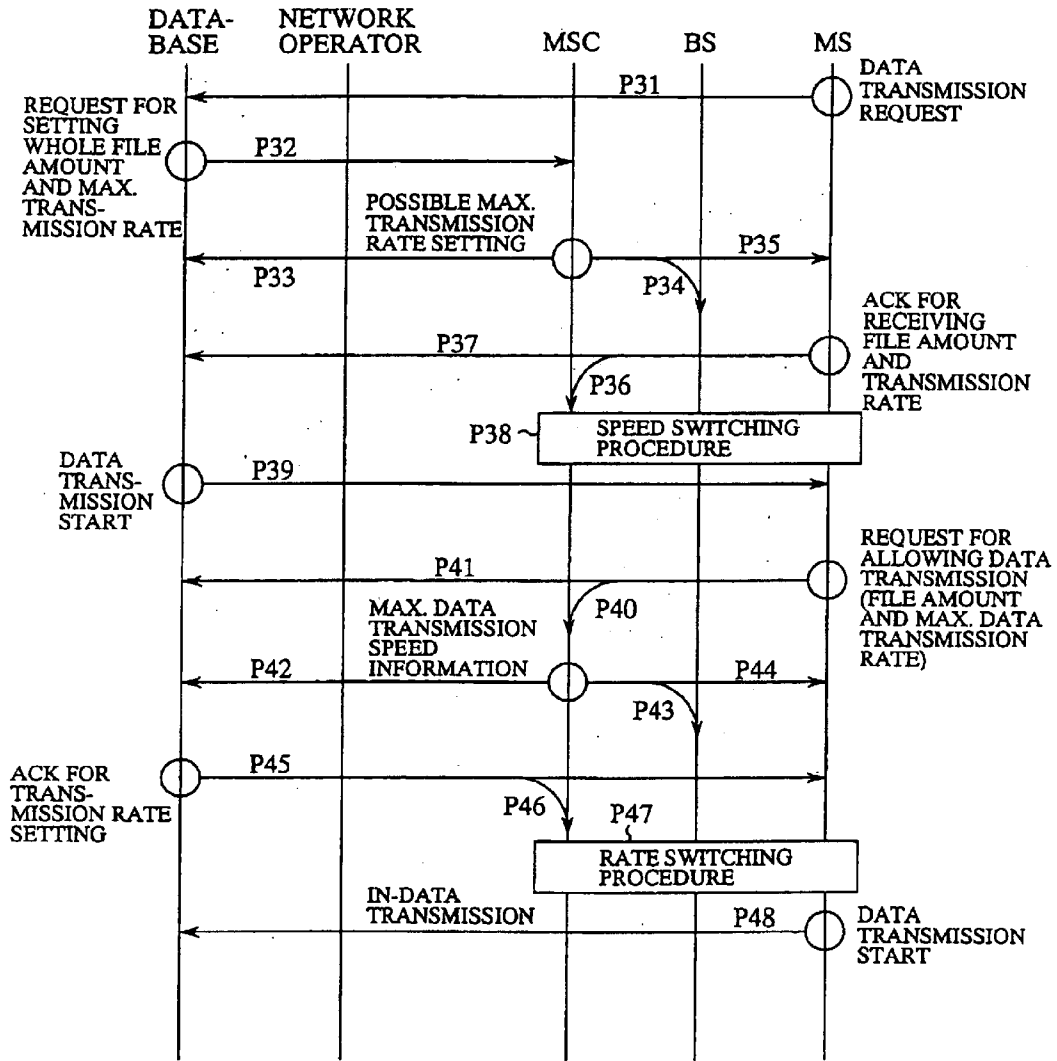 DATA-
BASE
NETWORK
OPERATOR
MSC
BS
MS
P31
DATA
TRANSMISSION
REQUEST
REQUEST FOR
SETTING
WHOLE FILE
AMOUNT
AND MAX.
TRANS-
MISSION RATE
P32
POSSIBLE MAX.
TRANSMISSION
RATE SETTING
P33
P34
P35
ACK FOR
RECEIVING
FILE AMOUNT
AND
TRANSMISSION
RATE
P37
P36
P38
SPEED SWITCHING
PROCEDURE
DATA
TRANS-
MISSION
START
P39
REQUEST FOR
ALLOWING DATA
TRANSMISSION
(FILE AMOUNT
AND MAX. DATA
TRANSMISSION
RATE)
P41
P40
MAX. DATA
TRANSMISSION
SPEED
INFORMATION
P42
P44
P43
ACK FOR
TRANS-
MISSION RATE
SETTING
P45
P46
P47
RATE SWITCHING
PROCEDURE
IN-DATA
TRANSMISSION
P48
DATA
TRANSMISSION
START